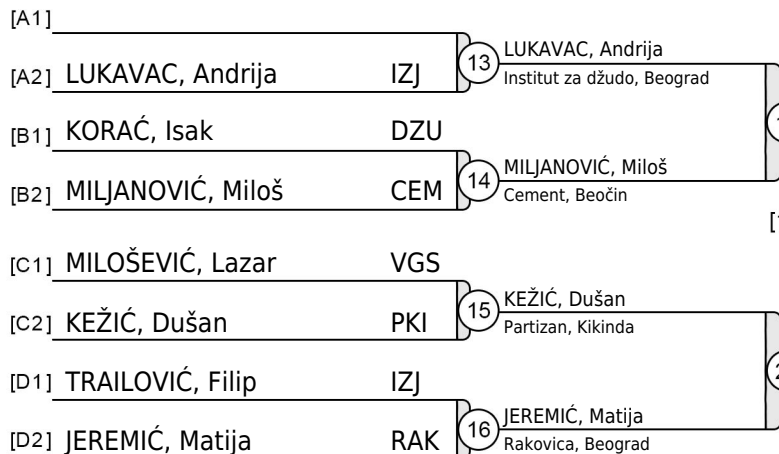 [A1]
[A2] LUKAVAC, Andrija IZJ
13
LUKAVAC, Andrija
Institut za džudo, Beograd
[B1] KORAĆ, Isak DZU
[B2] MILJANOVIĆ, Miloš CEM
14
MILJANOVIĆ, Miloš
Cement, Beočin
[C1] MILOŠEVIĆ, Lazar VGS
[C2] KEŽIĆ, Dušan PKI
15
KEŽIĆ, Dušan
Partizan, Kikinda
[D1] TRAILOVIĆ, Filip IZJ
[D2] JEREMIĆ, Matija RAK
16
JEREMIĆ, Matija
Rakovica, Beograd